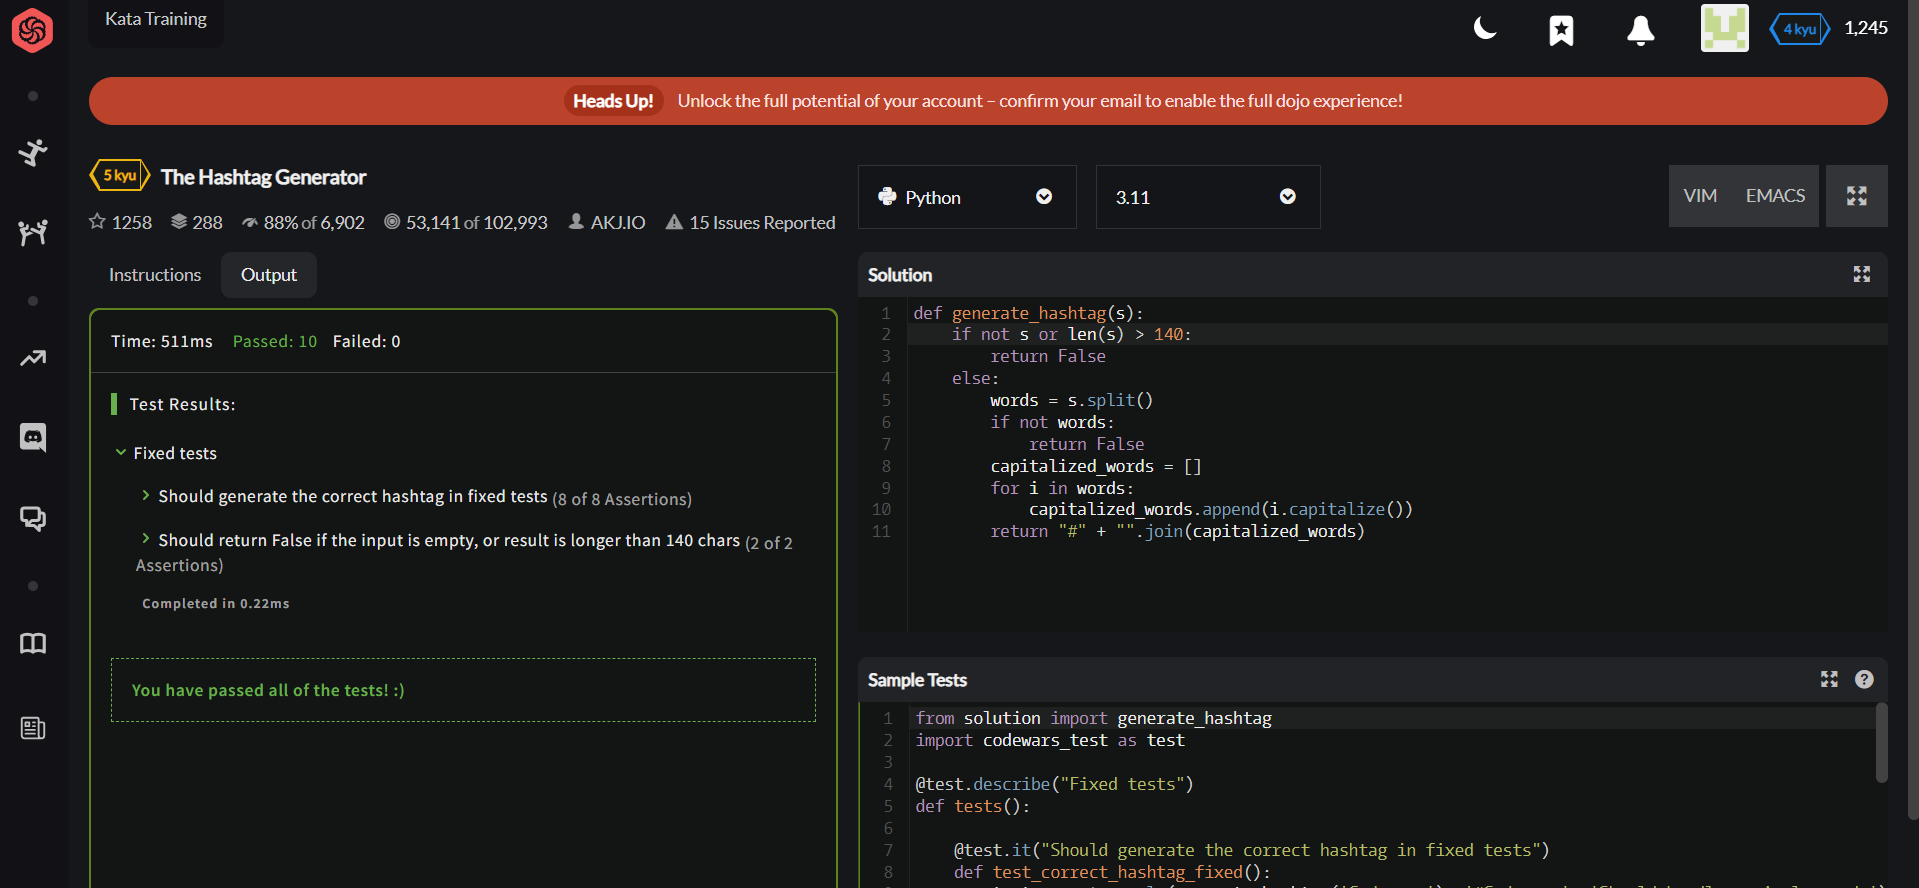 Kata Training
4 kyu 1,245
Heads Up! Unlock the full potential of your account – confirm your email to enable the full dojo experience!
5 kyu The Hashtag Generator
1258 288 88% of 6,902 53,141 of 102,993 AKJ.IO 15 Issues Reported
Python 3.11 VIM EMACS
Instructions Output
Time: 511ms Passed: 10 Failed: 0
Test Results:
Fixed tests
Should generate the correct hashtag in fixed tests (8 of 8 Assertions)
Should return False if the input is empty, or result is longer than 140 chars (2 of 2
Assertions)
Completed in 0.22ms
You have passed all of the tests! :)
Solution
1 def generate_hashtag(s):
2 if not s or len(s) > 140:
3 return False
4 else:
5 words = s.split()
6 if not words:
7 return False
8 capitalized_words = []
9 for i in words:
10 capitalized_words.append(i.capitalize())
11 return "#" + "".join(capitalized_words)
Sample Tests ?
1 from solution import generate_hashtag
2 import codewars_test as test
3
4 @test.describe("Fixed tests")
5 def tests():
6
7 @test.it("Should generate the correct hashtag in fixed tests")
8 def test_correct_hashtag_fixed():